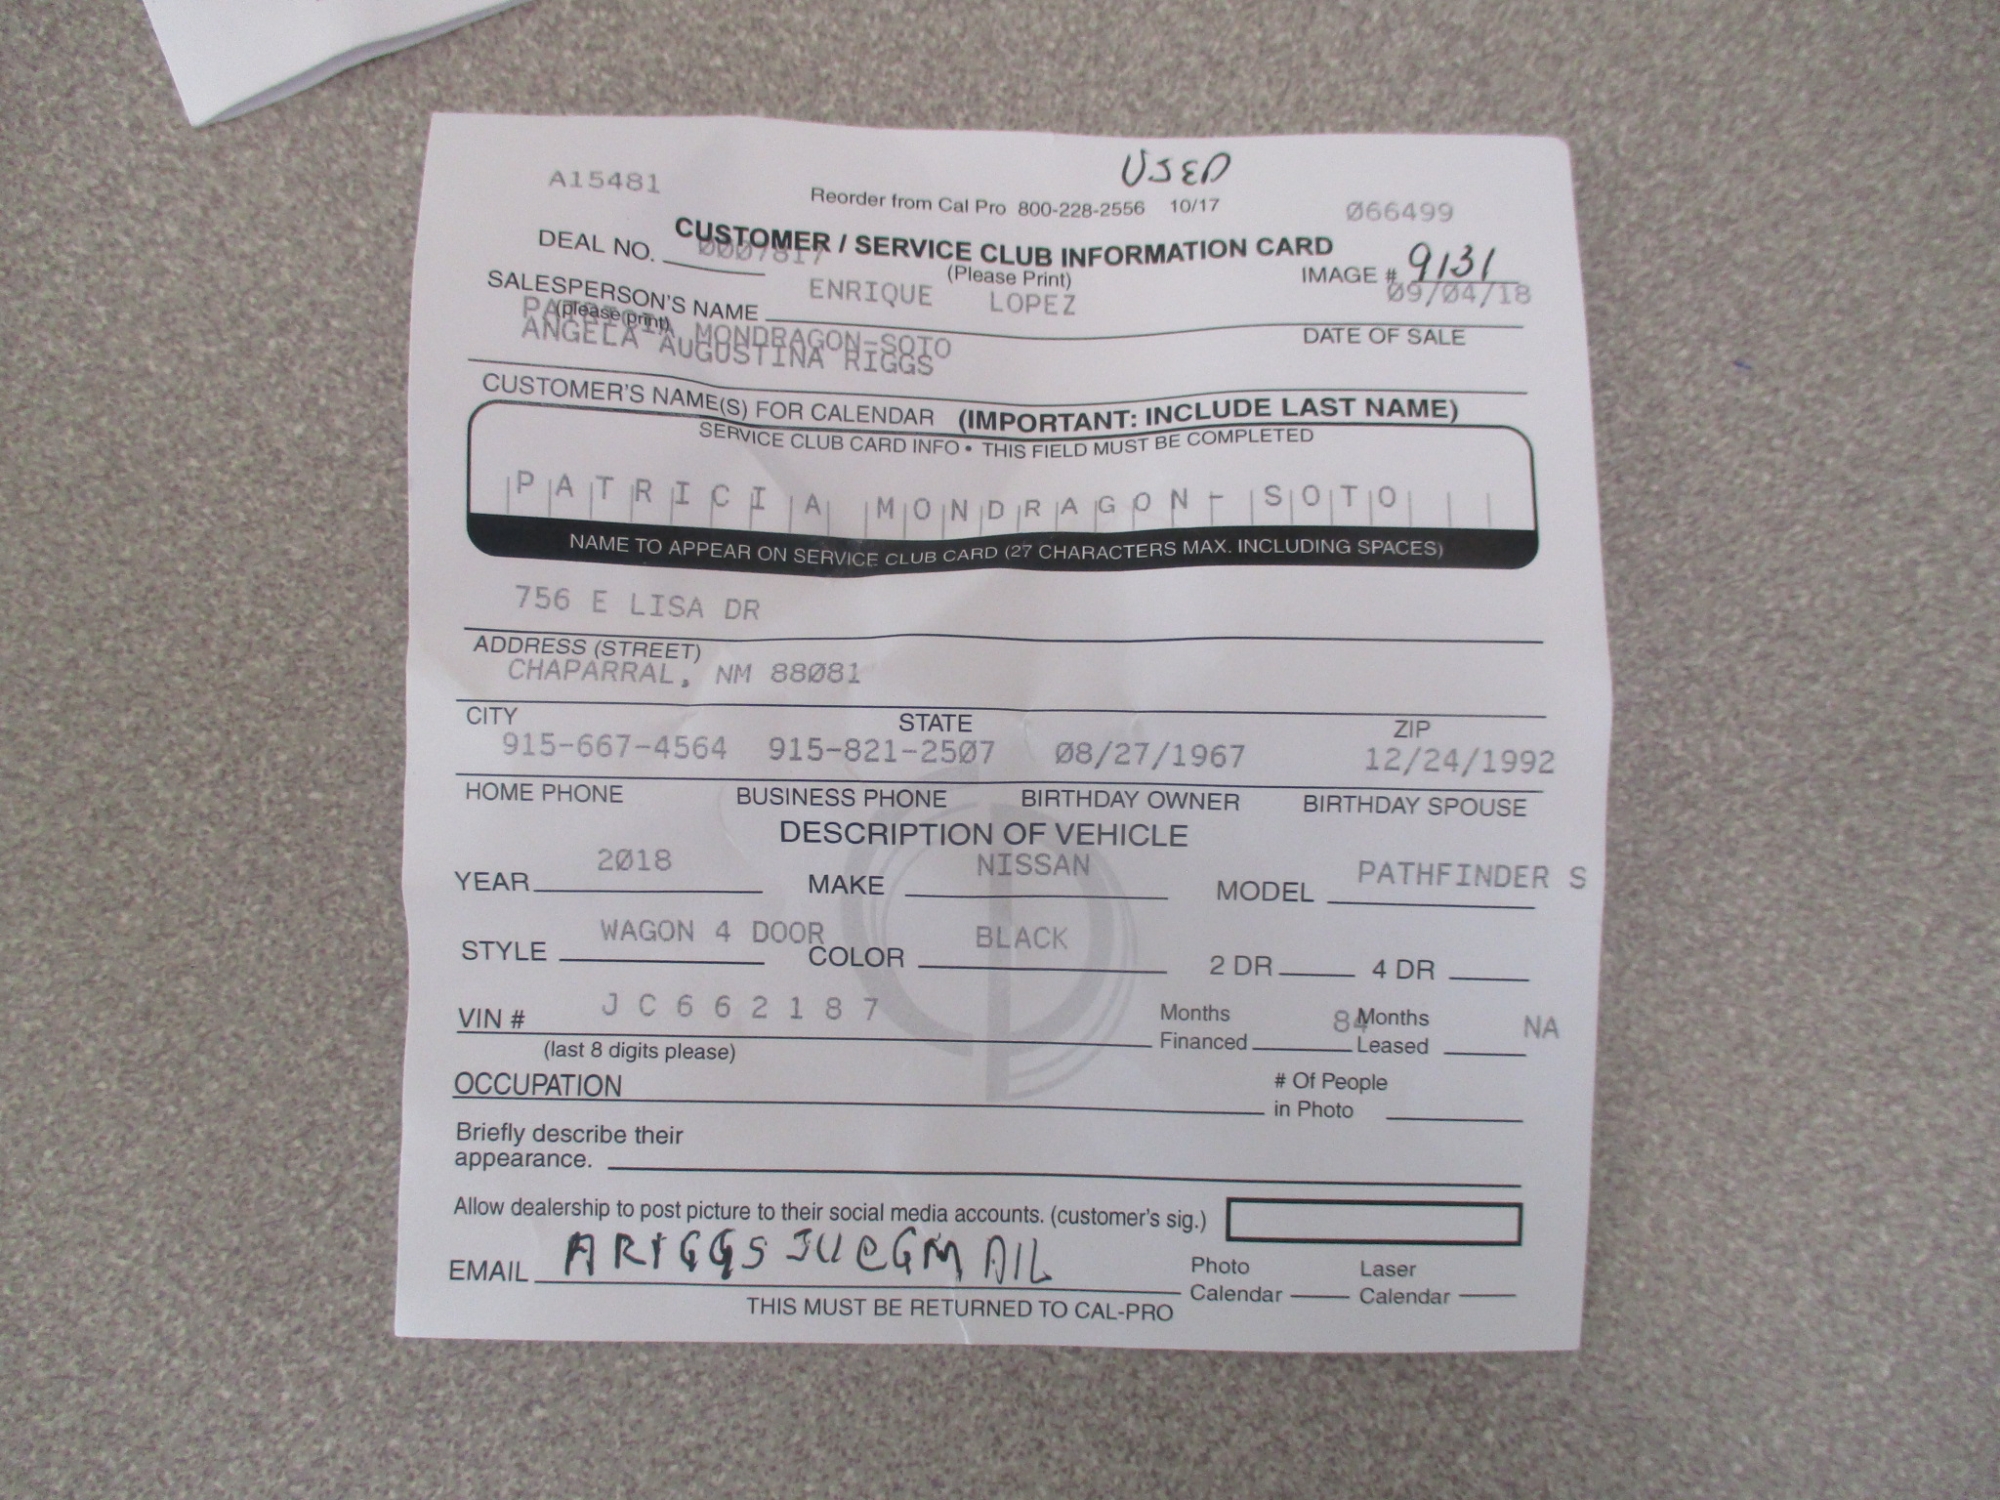 USED
A15481
Reorder from Cal Pro 800-228-2556 10/17
Ø66499
CUSTOMER / SERVICE CLUB INFORMATION CARD
DEAL NO. ØØØ7817
(Please Print)
IMAGE # 9131
SALESPERSON'S NAME ENRIQUE LOPEZ
Ø9/Ø4/18
(please print)
DATE OF SALE
PATRICIA MONDRAGON-SOTO
ANGELA AUGUSTINA RIGGS
CUSTOMER'S NAME(S) FOR CALENDAR (IMPORTANT: INCLUDE LAST NAME)
SERVICE CLUB CARD INFO • THIS FIELD MUST BE COMPLETED
PATRICIA MONDRAGON-SOTO
NAME TO APPEAR ON SERVICE CLUB CARD (27 CHARACTERS MAX. INCLUDING SPACES)
756 E LISA DR
ADDRESS (STREET)
CHAPARRAL, NM 88Ø81
CITY STATE ZIP
915-667-4564 915-821-25Ø7 Ø8/27/1967 12/24/1992
HOME PHONE BUSINESS PHONE BIRTHDAY OWNER BIRTHDAY SPOUSE
DESCRIPTION OF VEHICLE
YEAR 2Ø18 MAKE NISSAN MODEL PATHFINDER S
STYLE WAGON 4 DOOR COLOR BLACK 2 DR 4 DR
VIN # JC662187 Months Financed 84 Months Leased NA
(last 8 digits please)
OCCUPATION # Of People in Photo
Briefly describe their
appearance.
Allow dealership to post picture to their social media accounts. (customer's sig.)
EMAIL ARIGGSJU@GMAIL Photo Calendar Laser Calendar
THIS MUST BE RETURNED TO CAL-PRO